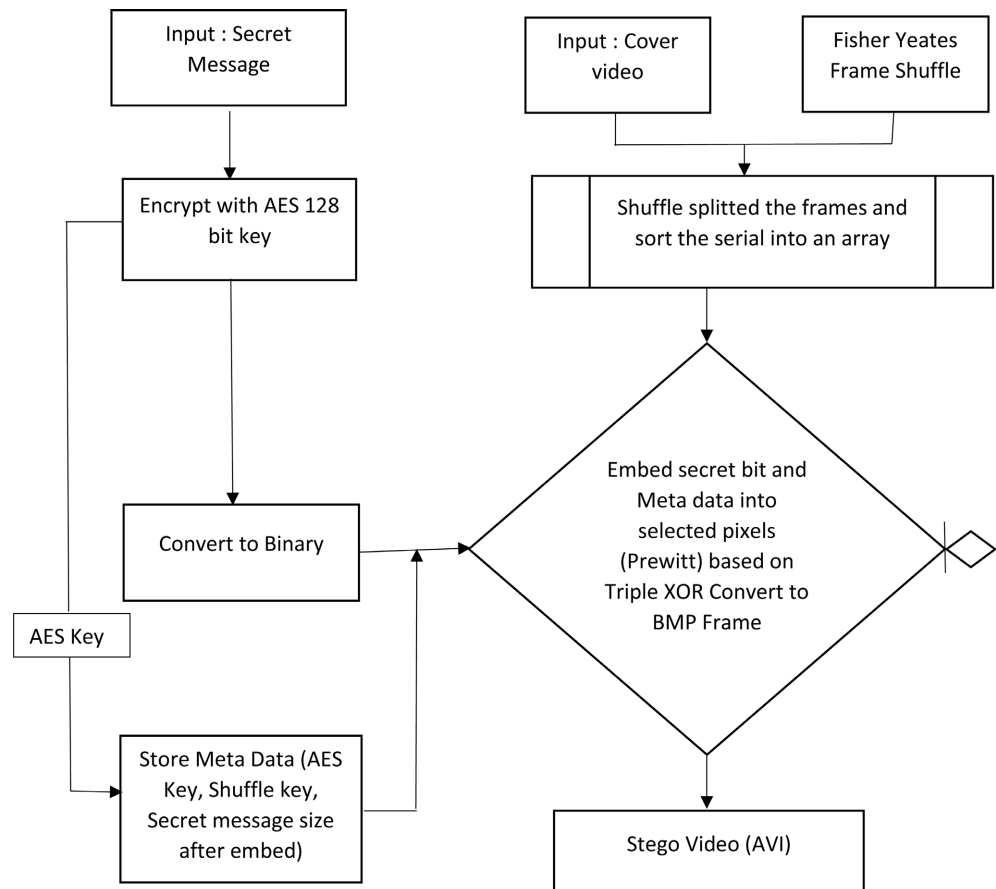 Input : Secret
Message
Input : Cover
video
Fisher Yeates
Frame Shuffle
Encrypt with AES 128
bit key
Shuffle splitted the frames and
sort the serial into an array
Convert to Binary
Embed secret bit and
Meta data into
selected pixels
(Prewitt) based on
Triple XOR Convert to
BMP Frame
AES Key
Store Meta Data (AES
Key, Shuffle key,
Secret message size
after embed)
Stego Video (AVI)